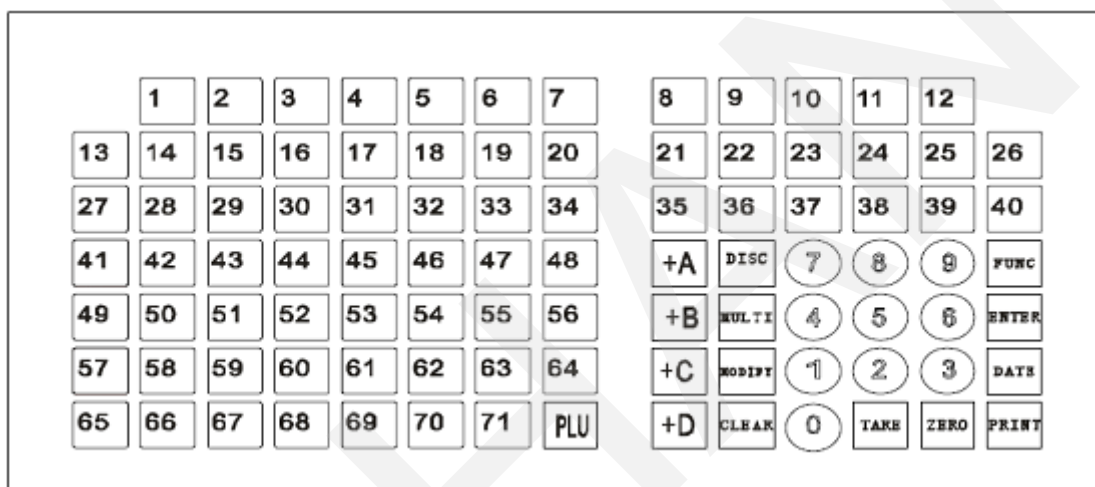 1 2 3 4 5 6 7 8 9 10 11 12
13 14 15 16 17 18 19 20 21 22 23 24 25 26
27 28 29 30 31 32 33 34 35 36 37 38 39 40
41 42 43 44 45 46 47 48 +A DISC 7 8 9 FUNC
49 50 51 52 53 54 55 56 +B MULTI 4 5 6 ENTER
57 58 59 60 61 62 63 64 +C MODIFY 1 2 3 DATE
65 66 67 68 69 70 71 PLU +D CLEAR 0 TARE ZERO PRINT